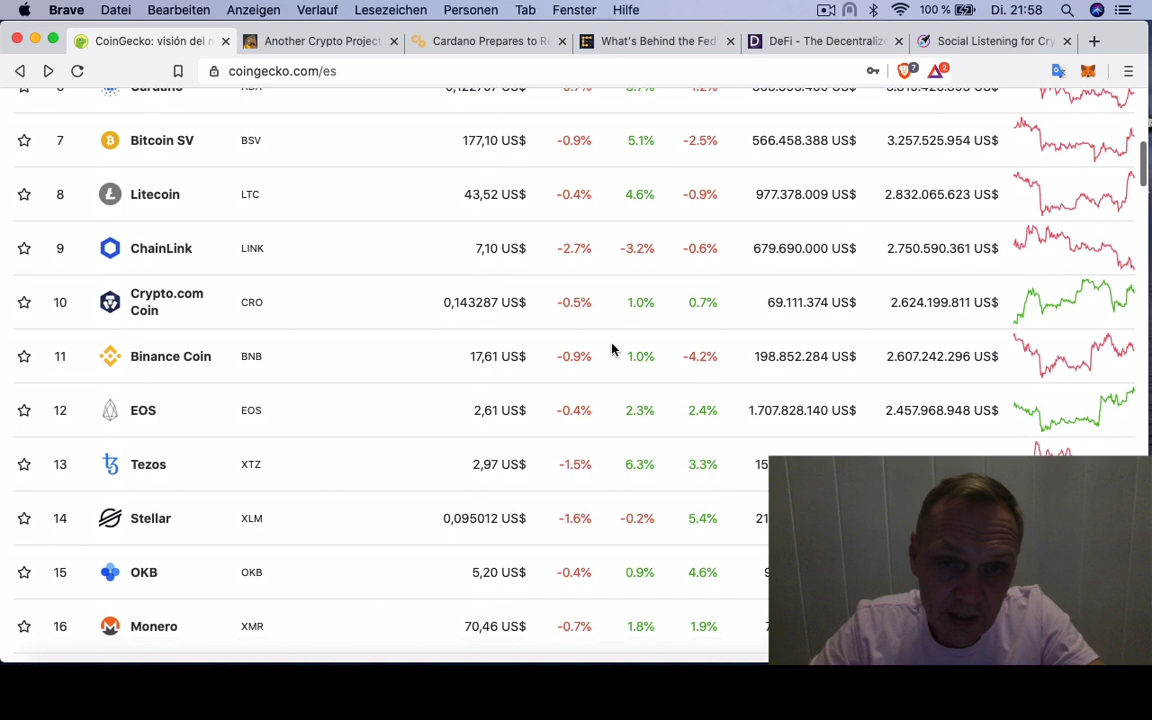 Brave Datei Bearbeiten Anzeigen Verlauf Lesezeichen Personen Tab Fenster Hilfe 100 % Di. 21:58
CoinGecko: visión del n Another Crypto Project Cardano Prepares to Re What's Behind the Fed DeFi - The Decentralize Social Listening for Cry
coingecko.com/es 7 2
Cardano
7 Bitcoin SV BSV 177,10 US$ -0.9% 5.1% -2.5% 566.458.388 US$ 3.257.525.954 US$
8 Litecoin LTC 43,52 US$ -0.4% 4.6% -0.9% 977.378.009 US$ 2.832.065.623 US$
9 ChainLink LINK 7,10 US$ -2.7% -3.2% -0.6% 679.690.000 US$ 2.750.590.361 US$
10 Crypto.com Coin CRO 0,143287 US$ -0.5% 1.0% 0.7% 69.111.374 US$ 2.624.199.811 US$
11 Binance Coin BNB 17,61 US$ -0.9% 1.0% -4.2% 198.852.284 US$ 2.607.242.296 US$
12 EOS EOS 2,61 US$ -0.4% 2.3% 2.4% 1.707.828.140 US$ 2.457.968.948 US$
13 Tezos XTZ 2,97 US$ -1.5% 6.3% 3.3% 15
14 Stellar XLM 0,095012 US$ -1.6% -0.2% 5.4% 21
15 OKB OKB 5,20 US$ -0.4% 0.9% 4.6%
16 Monero XMR 70,46 US$ -0.7% 1.8% 1.9%